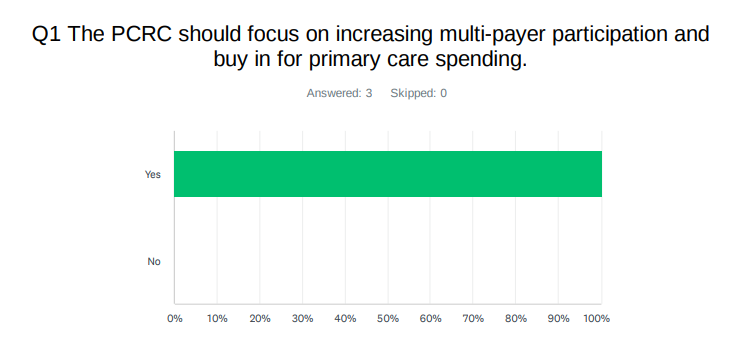 Q1 The PCRC should focus on increasing multi-payer participation and
buy in for primary care spending.
Answered: 3 Skipped: 0
Yes
No
0% 10% 20% 30% 40% 50% 60% 70% 80% 90% 100%